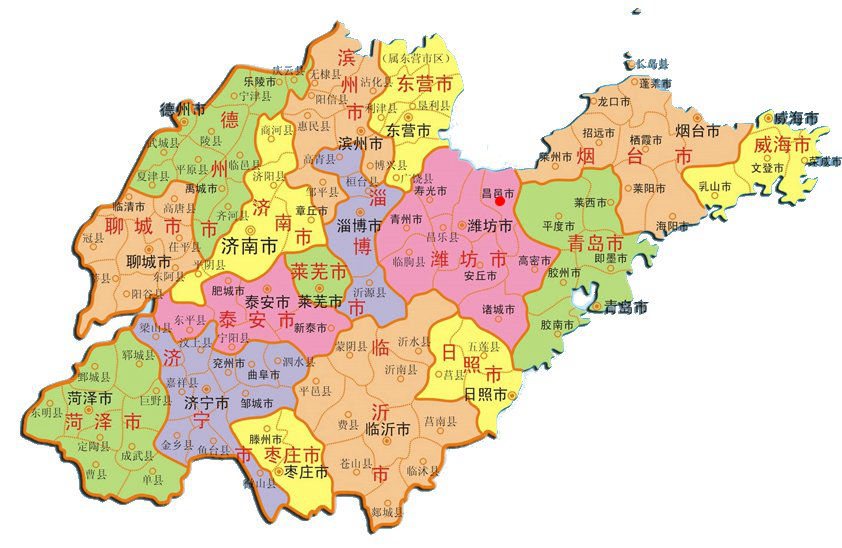 长岛县
蓬莱市
龙口市
招远市
栖霞市
烟台市
莱州市
烟台市
莱阳市
海阳市
威海市
威海市
荣成市
文登市
乳山市
滨州市
无棣县
沾化县
阳信县
惠民县
滨州市
博兴县
邹平县
(属东营市区)
东营市
利津县
垦利县
东营市
广饶县
德州市
庆云县
乐陵市
宁津县
德州市
陵县
武城县
平原县
临邑县
夏津县
禹城市
齐河县
商河县
济阳县
济南市
章丘市
济南市
平阴县
临清市
高唐县
聊城市
冠县
茌平县
聊城市
东阿县
阳谷县
高青县
桓台县
淄博市
淄博市
沂源县
寿光市
昌邑市
青州市
潍坊市
昌乐县
临朐县
潍坊市
安丘市
高密市
诸城市
莱西市
平度市
青岛市
即墨市
胶州市
青岛市
胶南市
莱芜市
莱芜市
肥城市
泰安市
东平县
泰安市
新泰市
宁阳县
梁山县
汶上县
济宁市
兖州市
泗水县
曲阜市
嘉祥县
济宁市
邹城市
金乡县
鱼台县
郓城县
鄄城县
菏泽市
巨野县
东明县
菏泽市
定陶县
成武县
曹县
单县
滕州市
枣庄市
枣庄市
蒙阴县
沂水县
临沂市
沂南县
平邑县
费县
临沂市
莒南县
苍山县
临沭县
郯城县
日照市
五莲县
莒县
日照市